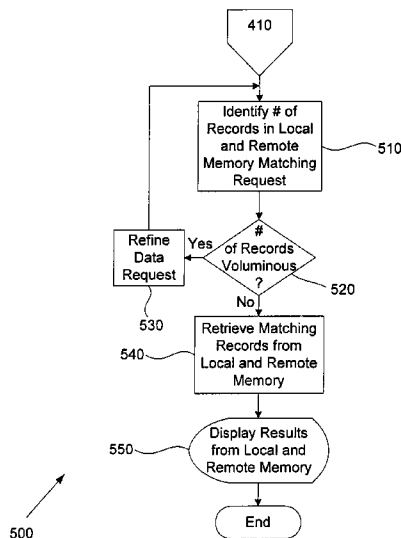 410
Identify # of
Records in Local
and Remote
Memory Matching
Request
510
#
of Records
Voluminous
?
520
Yes
No
Refine
Data
Request
530
Retrieve Matching
Records from
Local and Remote
Memory
540
Display Results
from Local and
Remote Memory
550
End
500